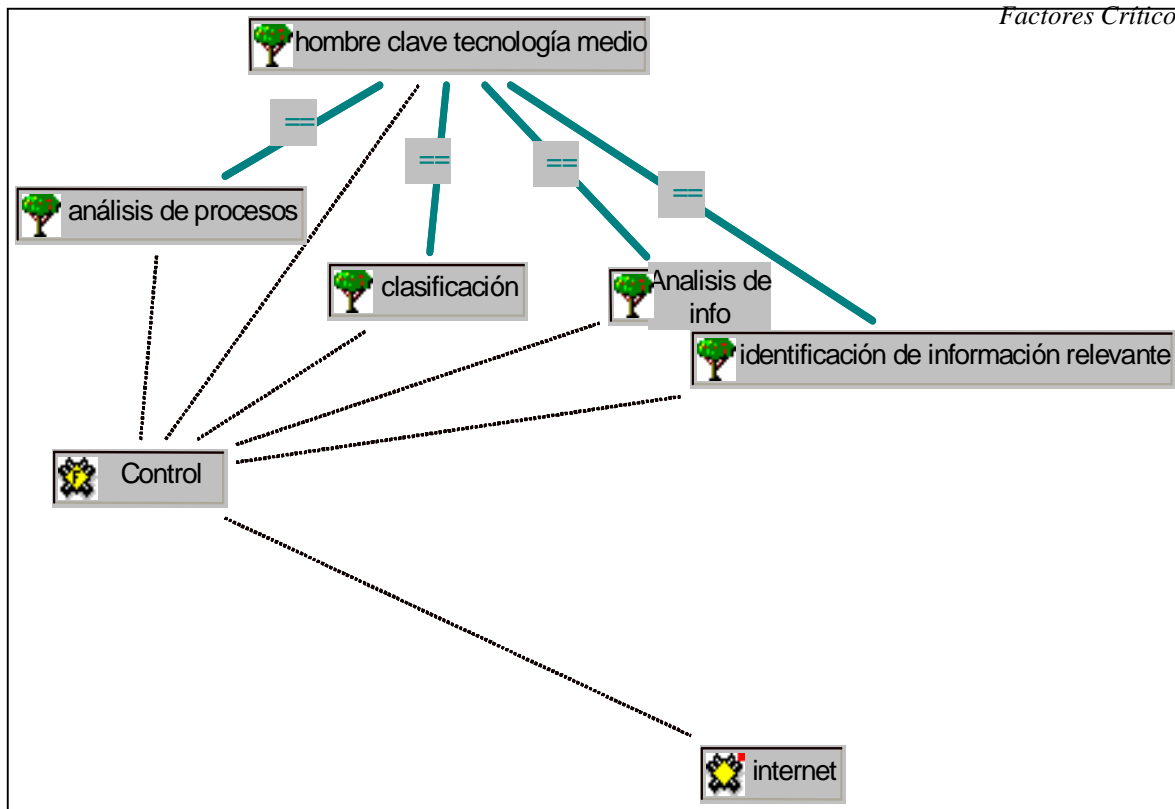 Factores Crítico
hombre clave tecnología medio
==
==
==
==
análisis de procesos
clasificación
Analisis de
info
identificación de información relevante
F
Control
internet